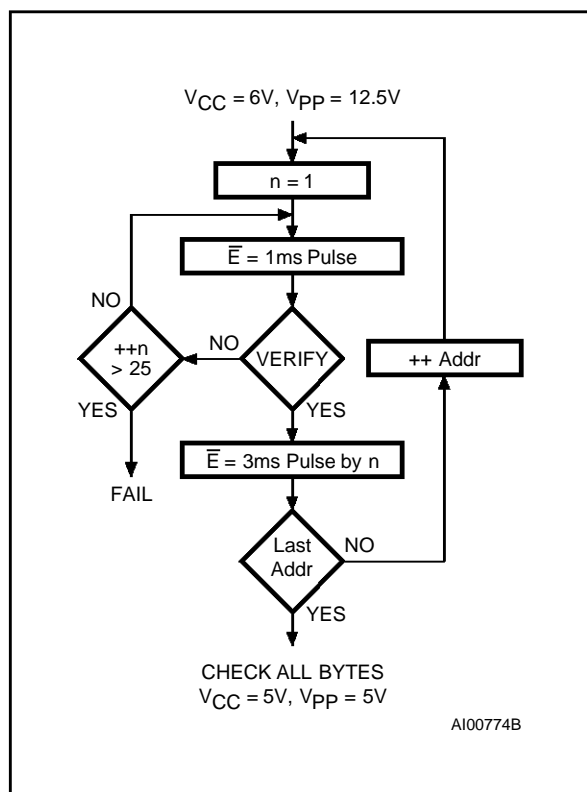 VCC = 6V, VPP = 12.5V
n = 1
E̅ = 1ms Pulse
NO
++n
> 25
NO
VERIFY
++ Addr
YES
YES
E̅ = 3ms Pulse by n
FAIL
Last
Addr
NO
YES
CHECK ALL BYTES
VCC = 5V, VPP = 5V
AI00774B